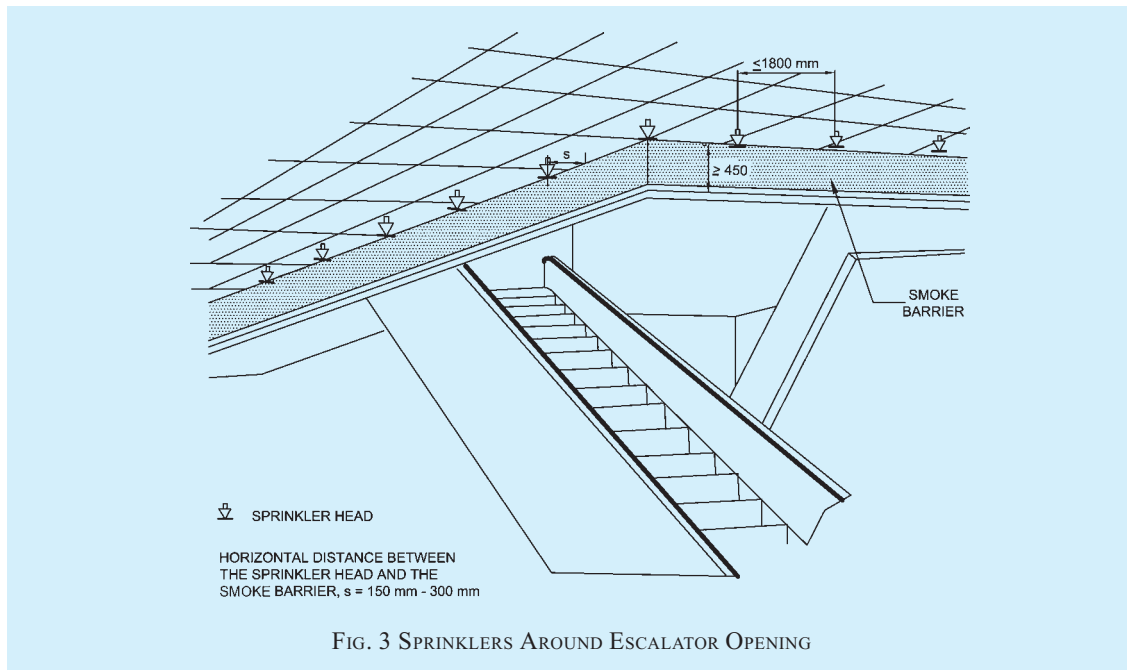 ≤1800 mm
s
≥ 450
SMOKE
BARRIER
SPRINKLER HEAD
HORIZONTAL DISTANCE BETWEEN
THE SPRINKLER HEAD AND THE
SMOKE BARRIER, s = 150 mm - 300 mm
FIG. 3 SPRINKLERS AROUND ESCALATOR OPENING